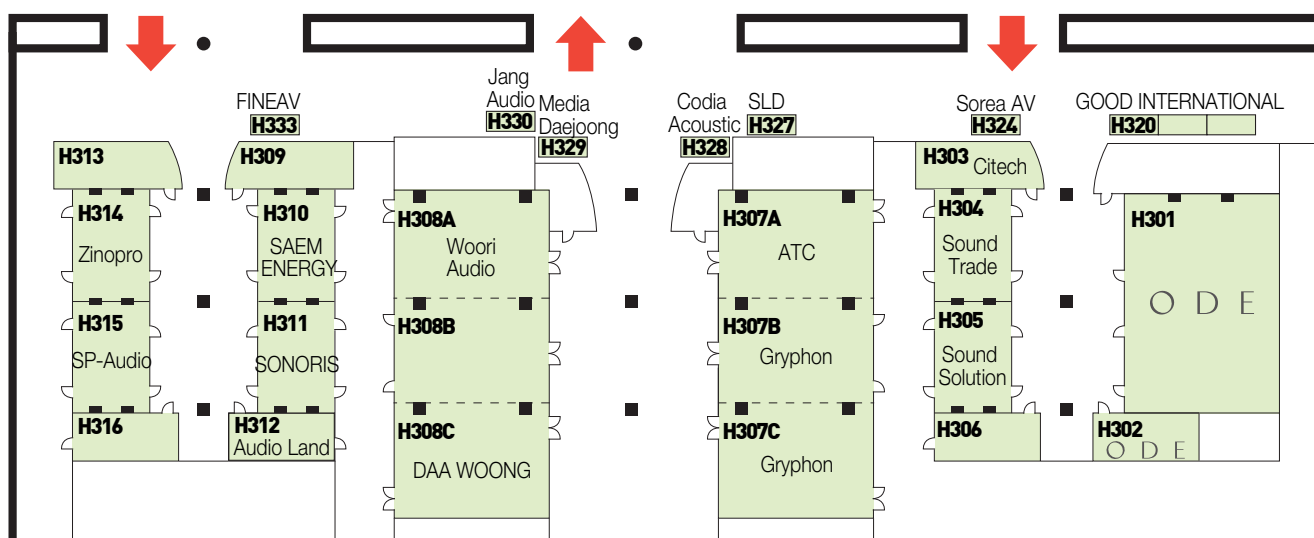 FINEAV
H333
Jang
Audio
H330
Media
Daejoong
H329
Codia
Acoustic
H328
SLD
H327
Sorea AV
H324
GOOD INTERNATIONAL
H320
H313
H309
H303
Citech
H314
Zinopro
H310
SAEM
ENERGY
H308A
Woori
Audio
H307A
ATC
H304
Sound
Trade
H301
O D E
H315
SP-Audio
H311
SONORIS
H308B
H307B
Gryphon
H305
Sound
Solution
H316
H312
Audio Land
H308C
DAA WOONG
H307C
Gryphon
H306
H302
O D E